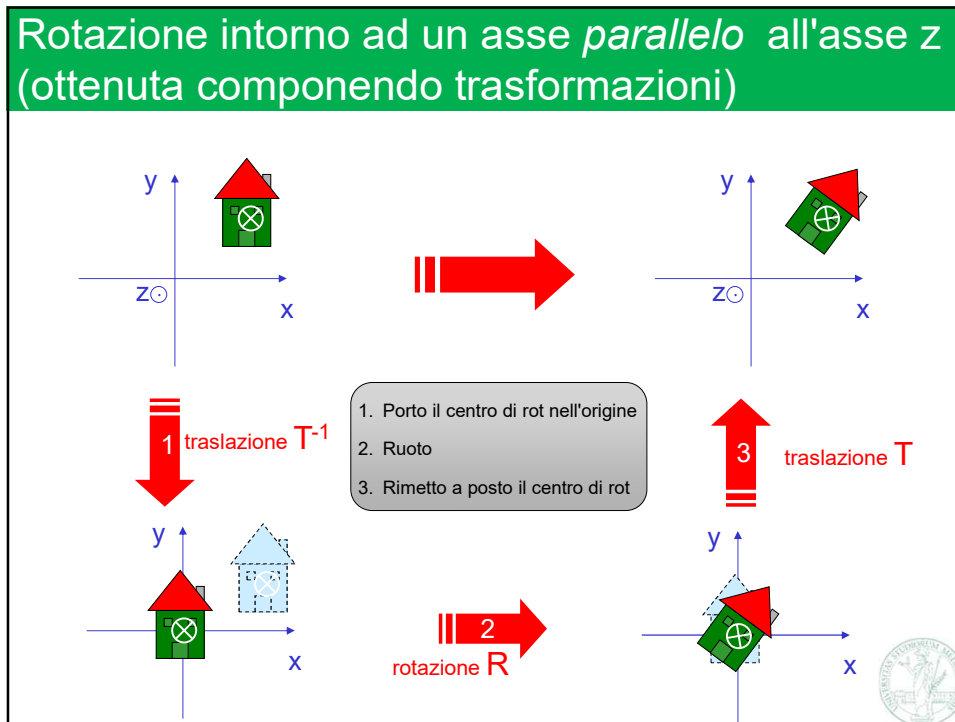 Rotazione intorno ad un asse parallelo all'asse z
(ottenuta componendo trasformazioni)
y
z
x
y
z
x
1 traslazione T-1
1. Porto il centro di rot nell'origine
2. Ruoto
3. Rimetto a posto il centro di rot
3 traslazione T
y
x
2
rotazione R
y
x